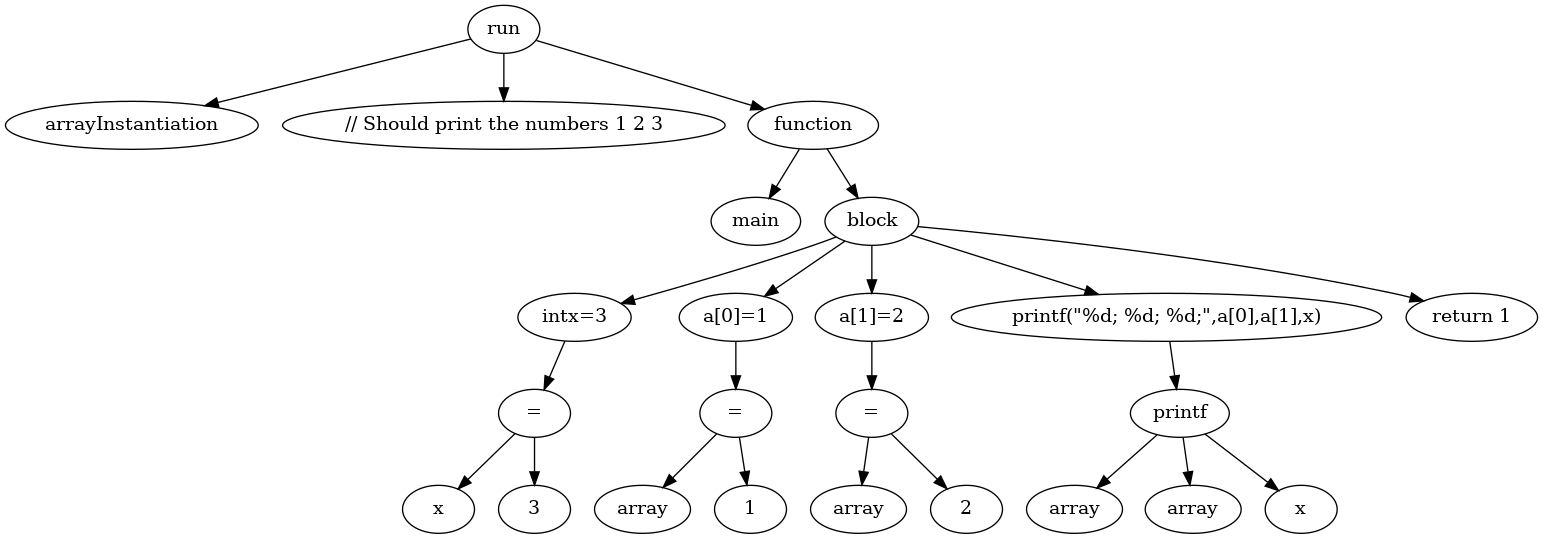 run
arrayInstantiation
// Should print the numbers 1 2 3
function
main
block
intx=3
a[0]=1
a[1]=2
printf("%d; %d; %d;",a[0],a[1],x)
return 1
=
=
=
printf
x
3
array
1
array
2
array
array
x